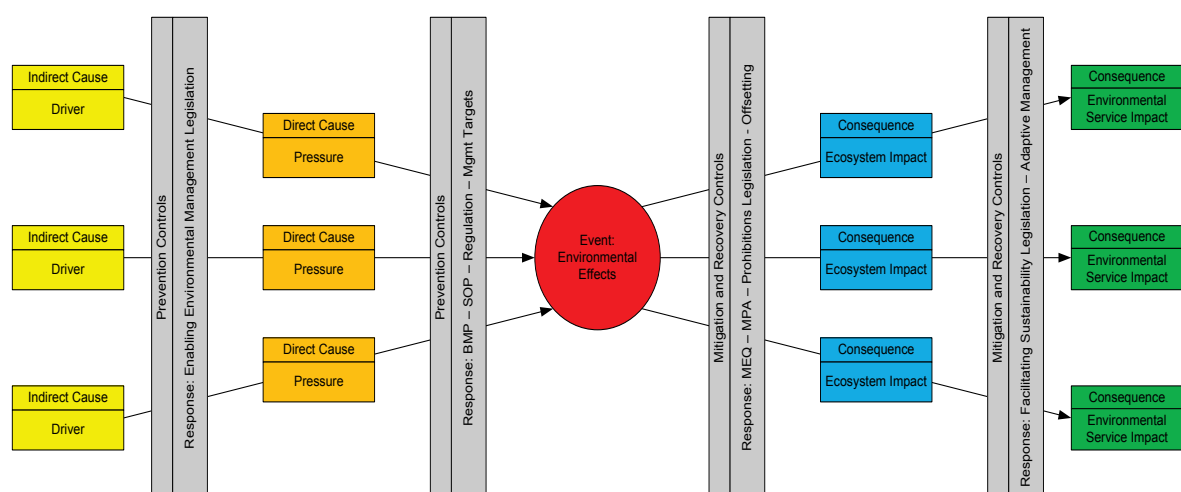 Indirect Cause
Driver
Indirect Cause
Driver
Indirect Cause
Driver
Prevention Controls
Response: Enabling Environmental Management Legislation
Direct Cause
Pressure
Direct Cause
Pressure
Direct Cause
Pressure
Prevention Controls
Response: BMP – SOP – Regulation – Mgmt Targets
Event:
Environmental
Effects
Mitigation and Recovery Controls
Response: MEQ – MPA – Prohibitions Legislation - Offsetting
Consequence
Ecosystem Impact
Consequence
Ecosystem Impact
Consequence
Ecosystem Impact
Mitigation and Recovery Controls
Response: Facilitating Sustainability Legislation – Adaptive Management
Consequence
Environmental
Service Impact
Consequence
Environmental
Service Impact
Consequence
Environmental
Service Impact